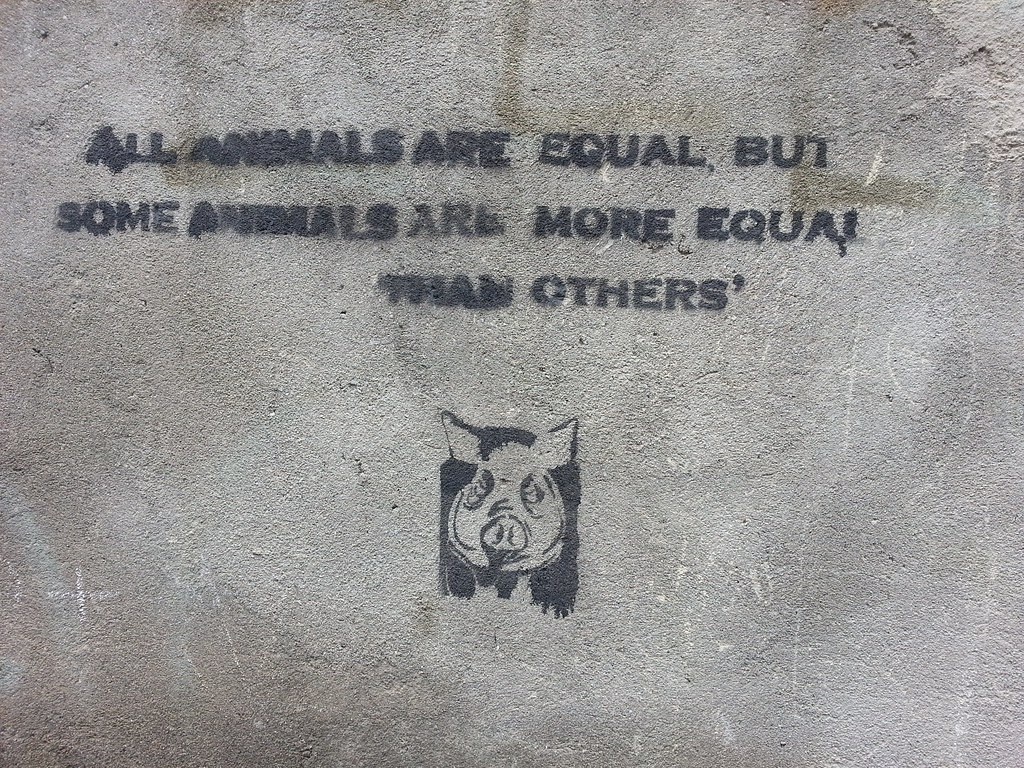 ALL ANIMALS ARE EQUAL, BUT
SOME ANIMALS ARE MORE EQUAL
THAN OTHERS'